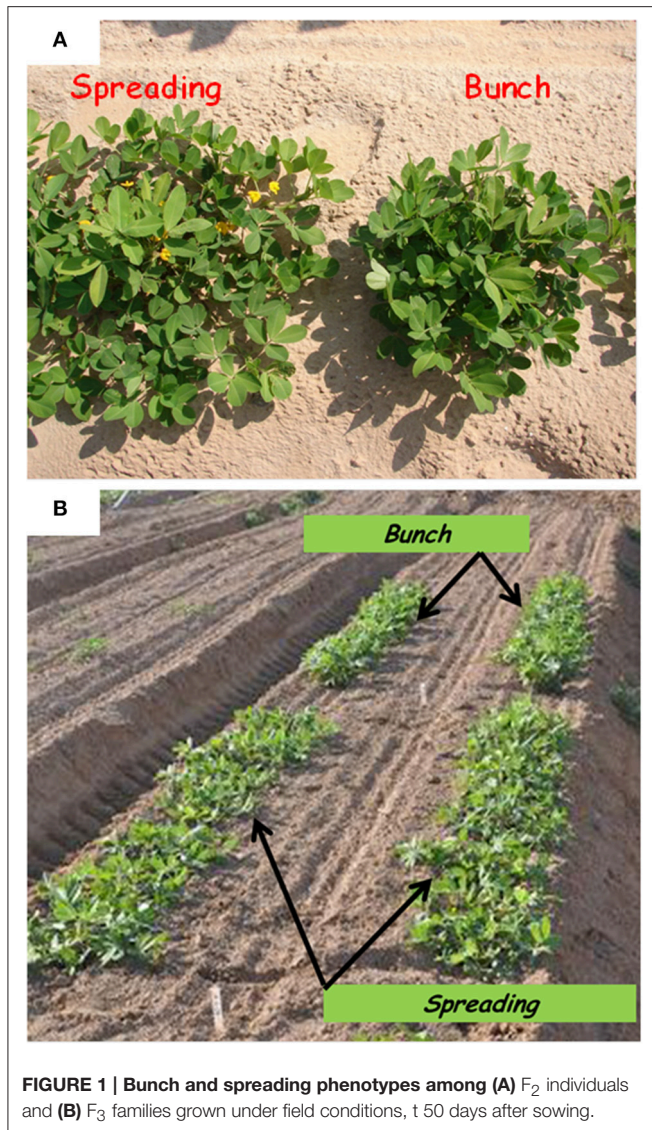 A
Spreading Bunch
B
Bunch
Spreading
FIGURE 1 | Bunch and spreading phenotypes among (A) F2 individuals
and (B) F3 families grown under field conditions, t 50 days after sowing.